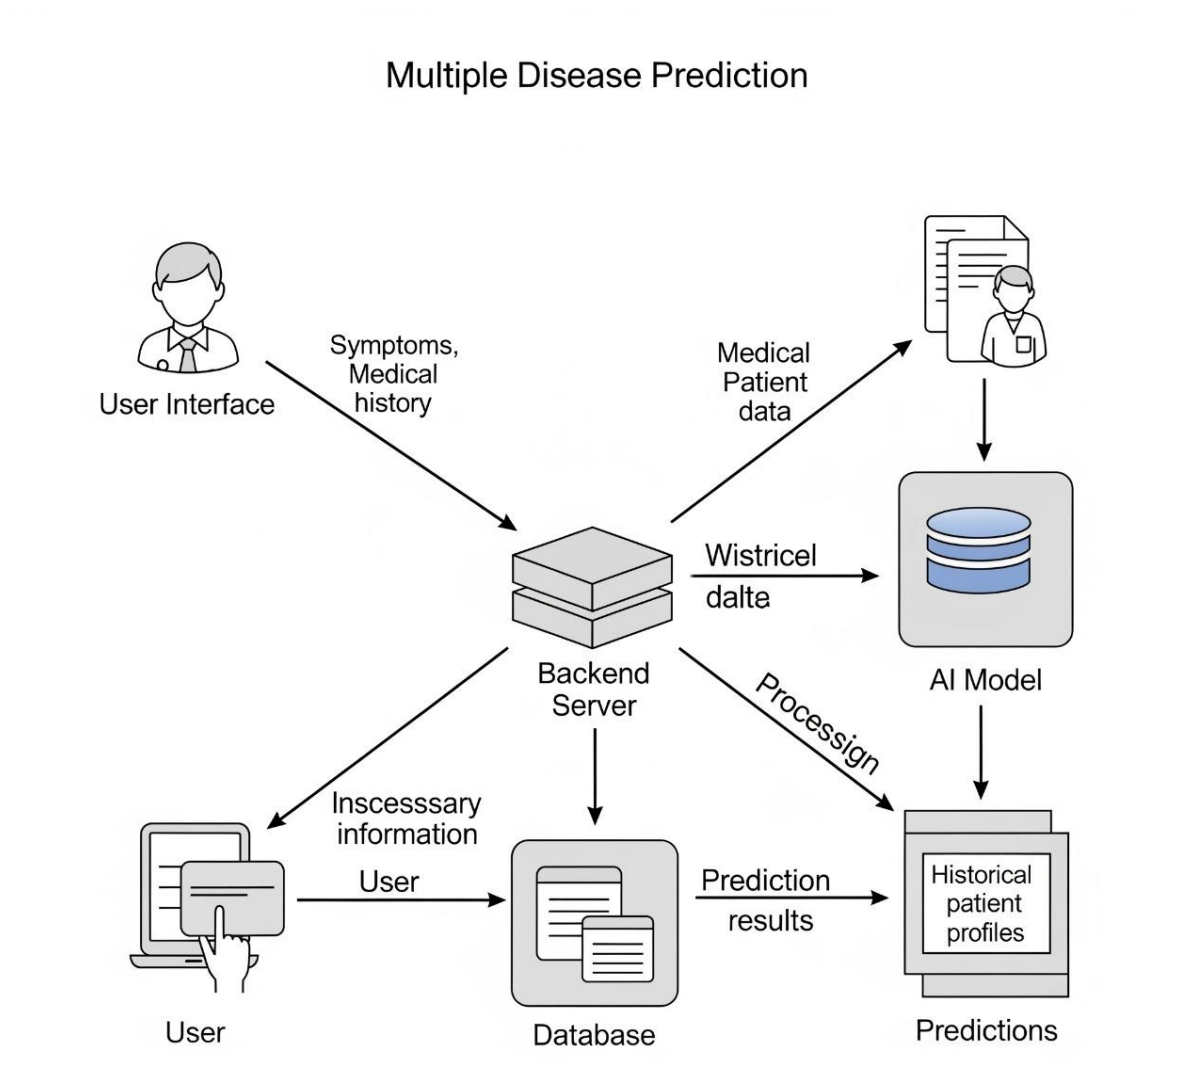 Multiple Disease Prediction
Symptoms,
Medical
history
User Interface
Medical
Patient
data
Wistricel
dalte
Backend
Server
AI Model
Processign
Inscesssary
information
User
Prediction
results
Historical
patient
profiles
User
Database
Predictions